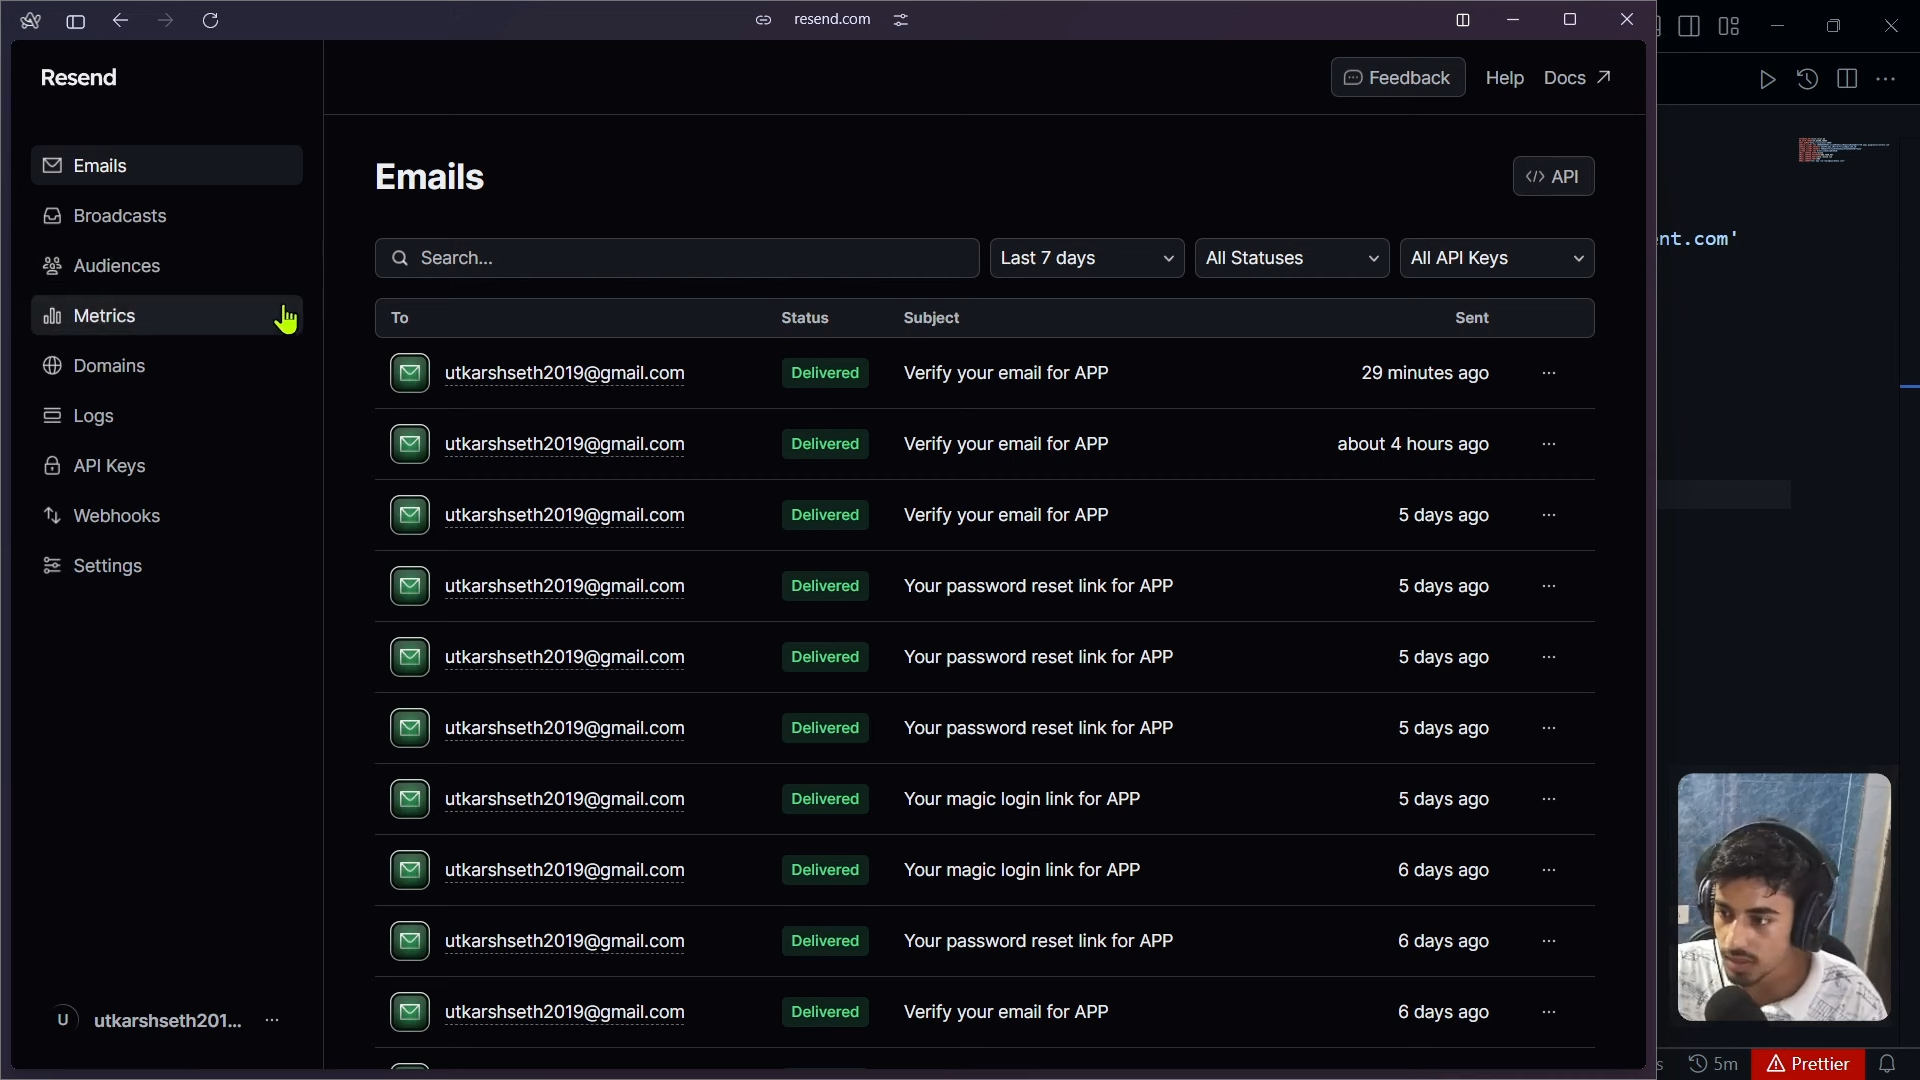 resend.com
Resend
Feedback
Help
Docs
Emails
Broadcasts
Audiences
Metrics
Domains
Logs
API Keys
Webhooks
Settings
U utkarshseth201...
Emails
API
Search...
Last 7 days
All Statuses
All API Keys
To Status Subject Sent
utkarshseth2019@gmail.com Delivered Verify your email for APP 29 minutes ago
utkarshseth2019@gmail.com Delivered Verify your email for APP about 4 hours ago
utkarshseth2019@gmail.com Delivered Verify your email for APP 5 days ago
utkarshseth2019@gmail.com Delivered Your password reset link for APP 5 days ago
utkarshseth2019@gmail.com Delivered Your password reset link for APP 5 days ago
utkarshseth2019@gmail.com Delivered Your password reset link for APP 5 days ago
utkarshseth2019@gmail.com Delivered Your magic login link for APP 5 days ago
utkarshseth2019@gmail.com Delivered Your magic login link for APP 6 days ago
utkarshseth2019@gmail.com Delivered Your password reset link for APP 6 days ago
utkarshseth2019@gmail.com Delivered Verify your email for APP 6 days ago
nt.com'
s 5m Prettier